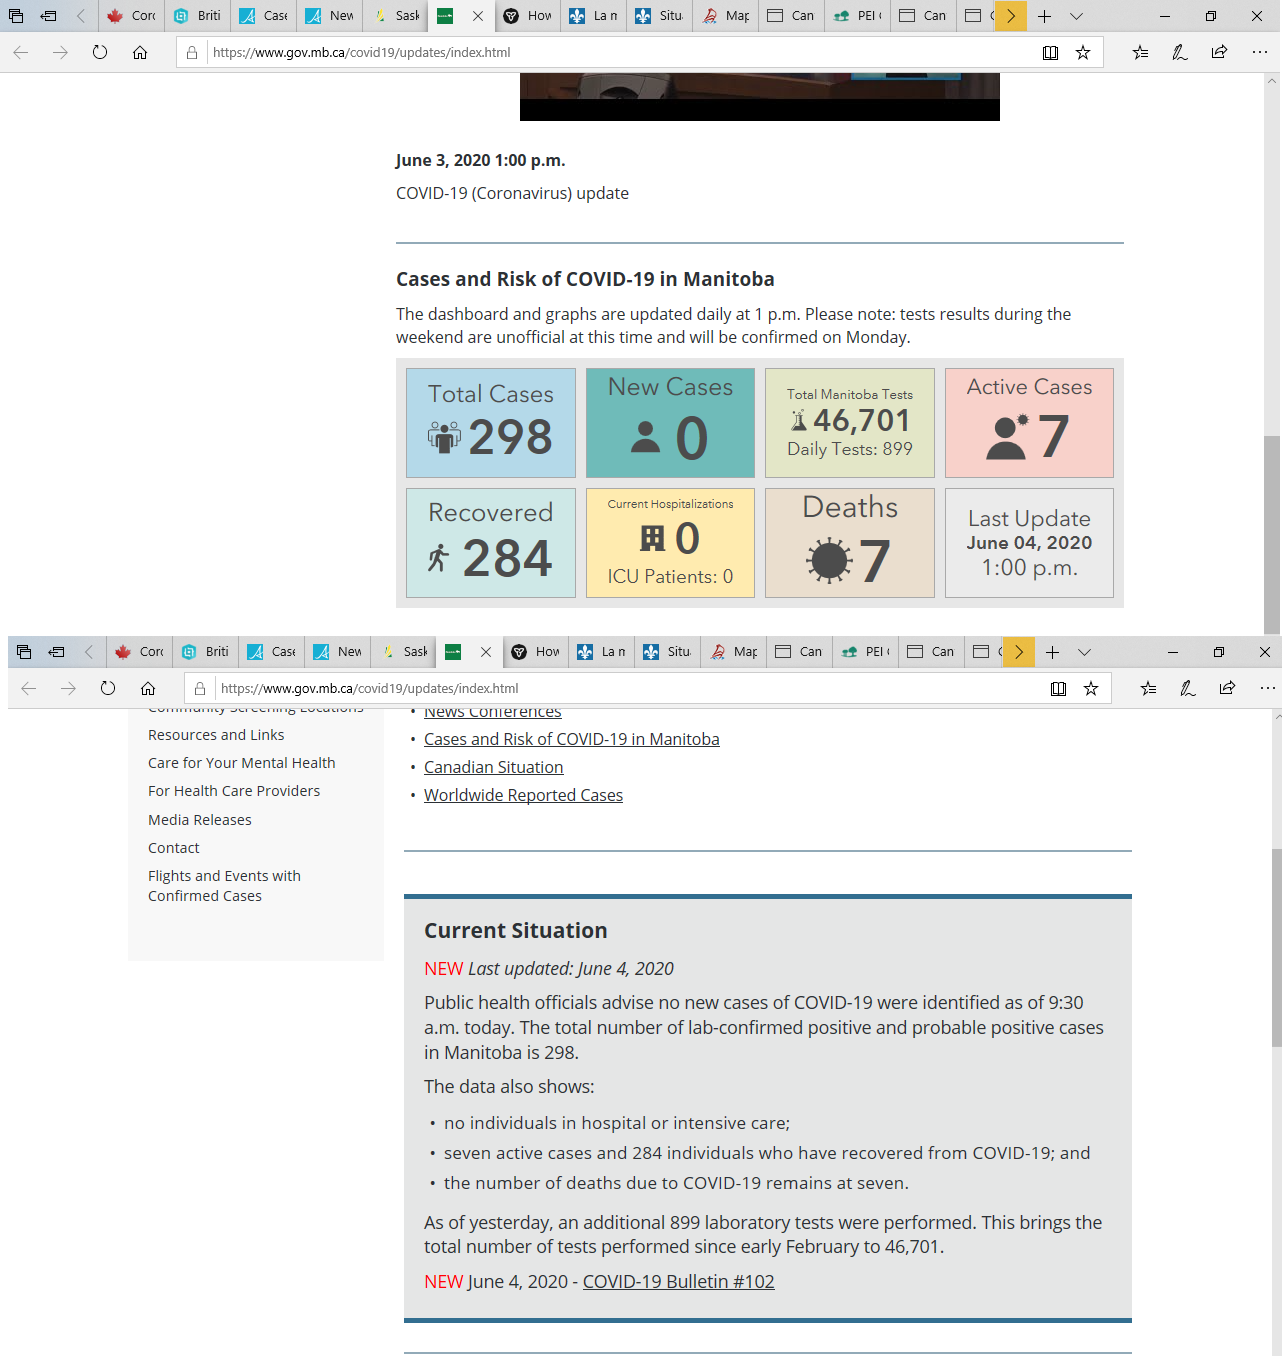 Corc
Briti
Case
New
Sask
How
La m
Situ
Map
Can
PEI
Can
https://www.gov.mb.ca/covid19/updates/index.html
June 3, 2020 1:00 p.m.
COVID-19 (Coronavirus) update
Cases and Risk of COVID-19 in Manitoba
The dashboard and graphs are updated daily at 1 p.m. Please note: tests results during the
weekend are unofficial at this time and will be confirmed on Monday.
Total Cases
298
New Cases
0
Total Manitoba Tests
46,701
Daily Tests: 899
Active Cases
7
Recovered
284
Current Hospitalizations
0
ICU Patients: 0
Deaths
7
Last Update
June 04, 2020
1:00 p.m.
Corc
Briti
Case
New
Sask
How
La m
Situ
Map
Can
PEI
Can
https://www.gov.mb.ca/covid19/updates/index.html
Community Screening Locations
Resources and Links
Care for Your Mental Health
For Health Care Providers
Media Releases
Contact
Flights and Events with
Confirmed Cases
• News Conferences
• Cases and Risk of COVID-19 in Manitoba
• Canadian Situation
• Worldwide Reported Cases
Current Situation
NEW Last updated: June 4, 2020
Public health officials advise no new cases of COVID-19 were identified as of 9:30
a.m. today. The total number of lab-confirmed positive and probable positive cases
in Manitoba is 298.
The data also shows:
• no individuals in hospital or intensive care;
• seven active cases and 284 individuals who have recovered from COVID-19; and
• the number of deaths due to COVID-19 remains at seven.
As of yesterday, an additional 899 laboratory tests were performed. This brings the
total number of tests performed since early February to 46,701.
NEW June 4, 2020 - COVID-19 Bulletin #102